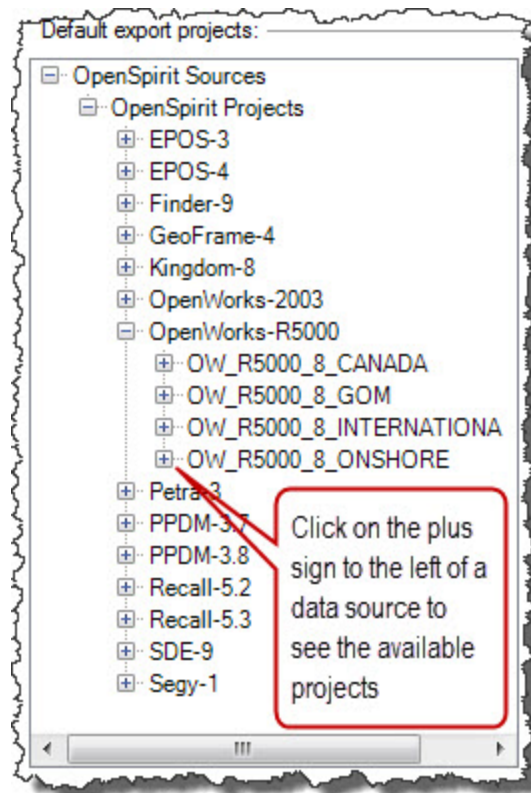 Default export projects:
OpenSpirit Sources
OpenSpirit Projects
EPOS-3
EPOS-4
Finder-9
GeoFrame-4
Kingdom-8
OpenWorks-2003
OpenWorks-R5000
OW_R5000_8_CANADA
OW_R5000_8_GOM
OW_R5000_8_INTERNATIONA
OW_R5000_8_ONSHORE
Petra-3
PPDM-3.7
PPDM-3.8
Recall-5.2
Recall-5.3
SDE-9
Segy-1
Click on the plus
sign to the left of a
data source to
see the available
projects